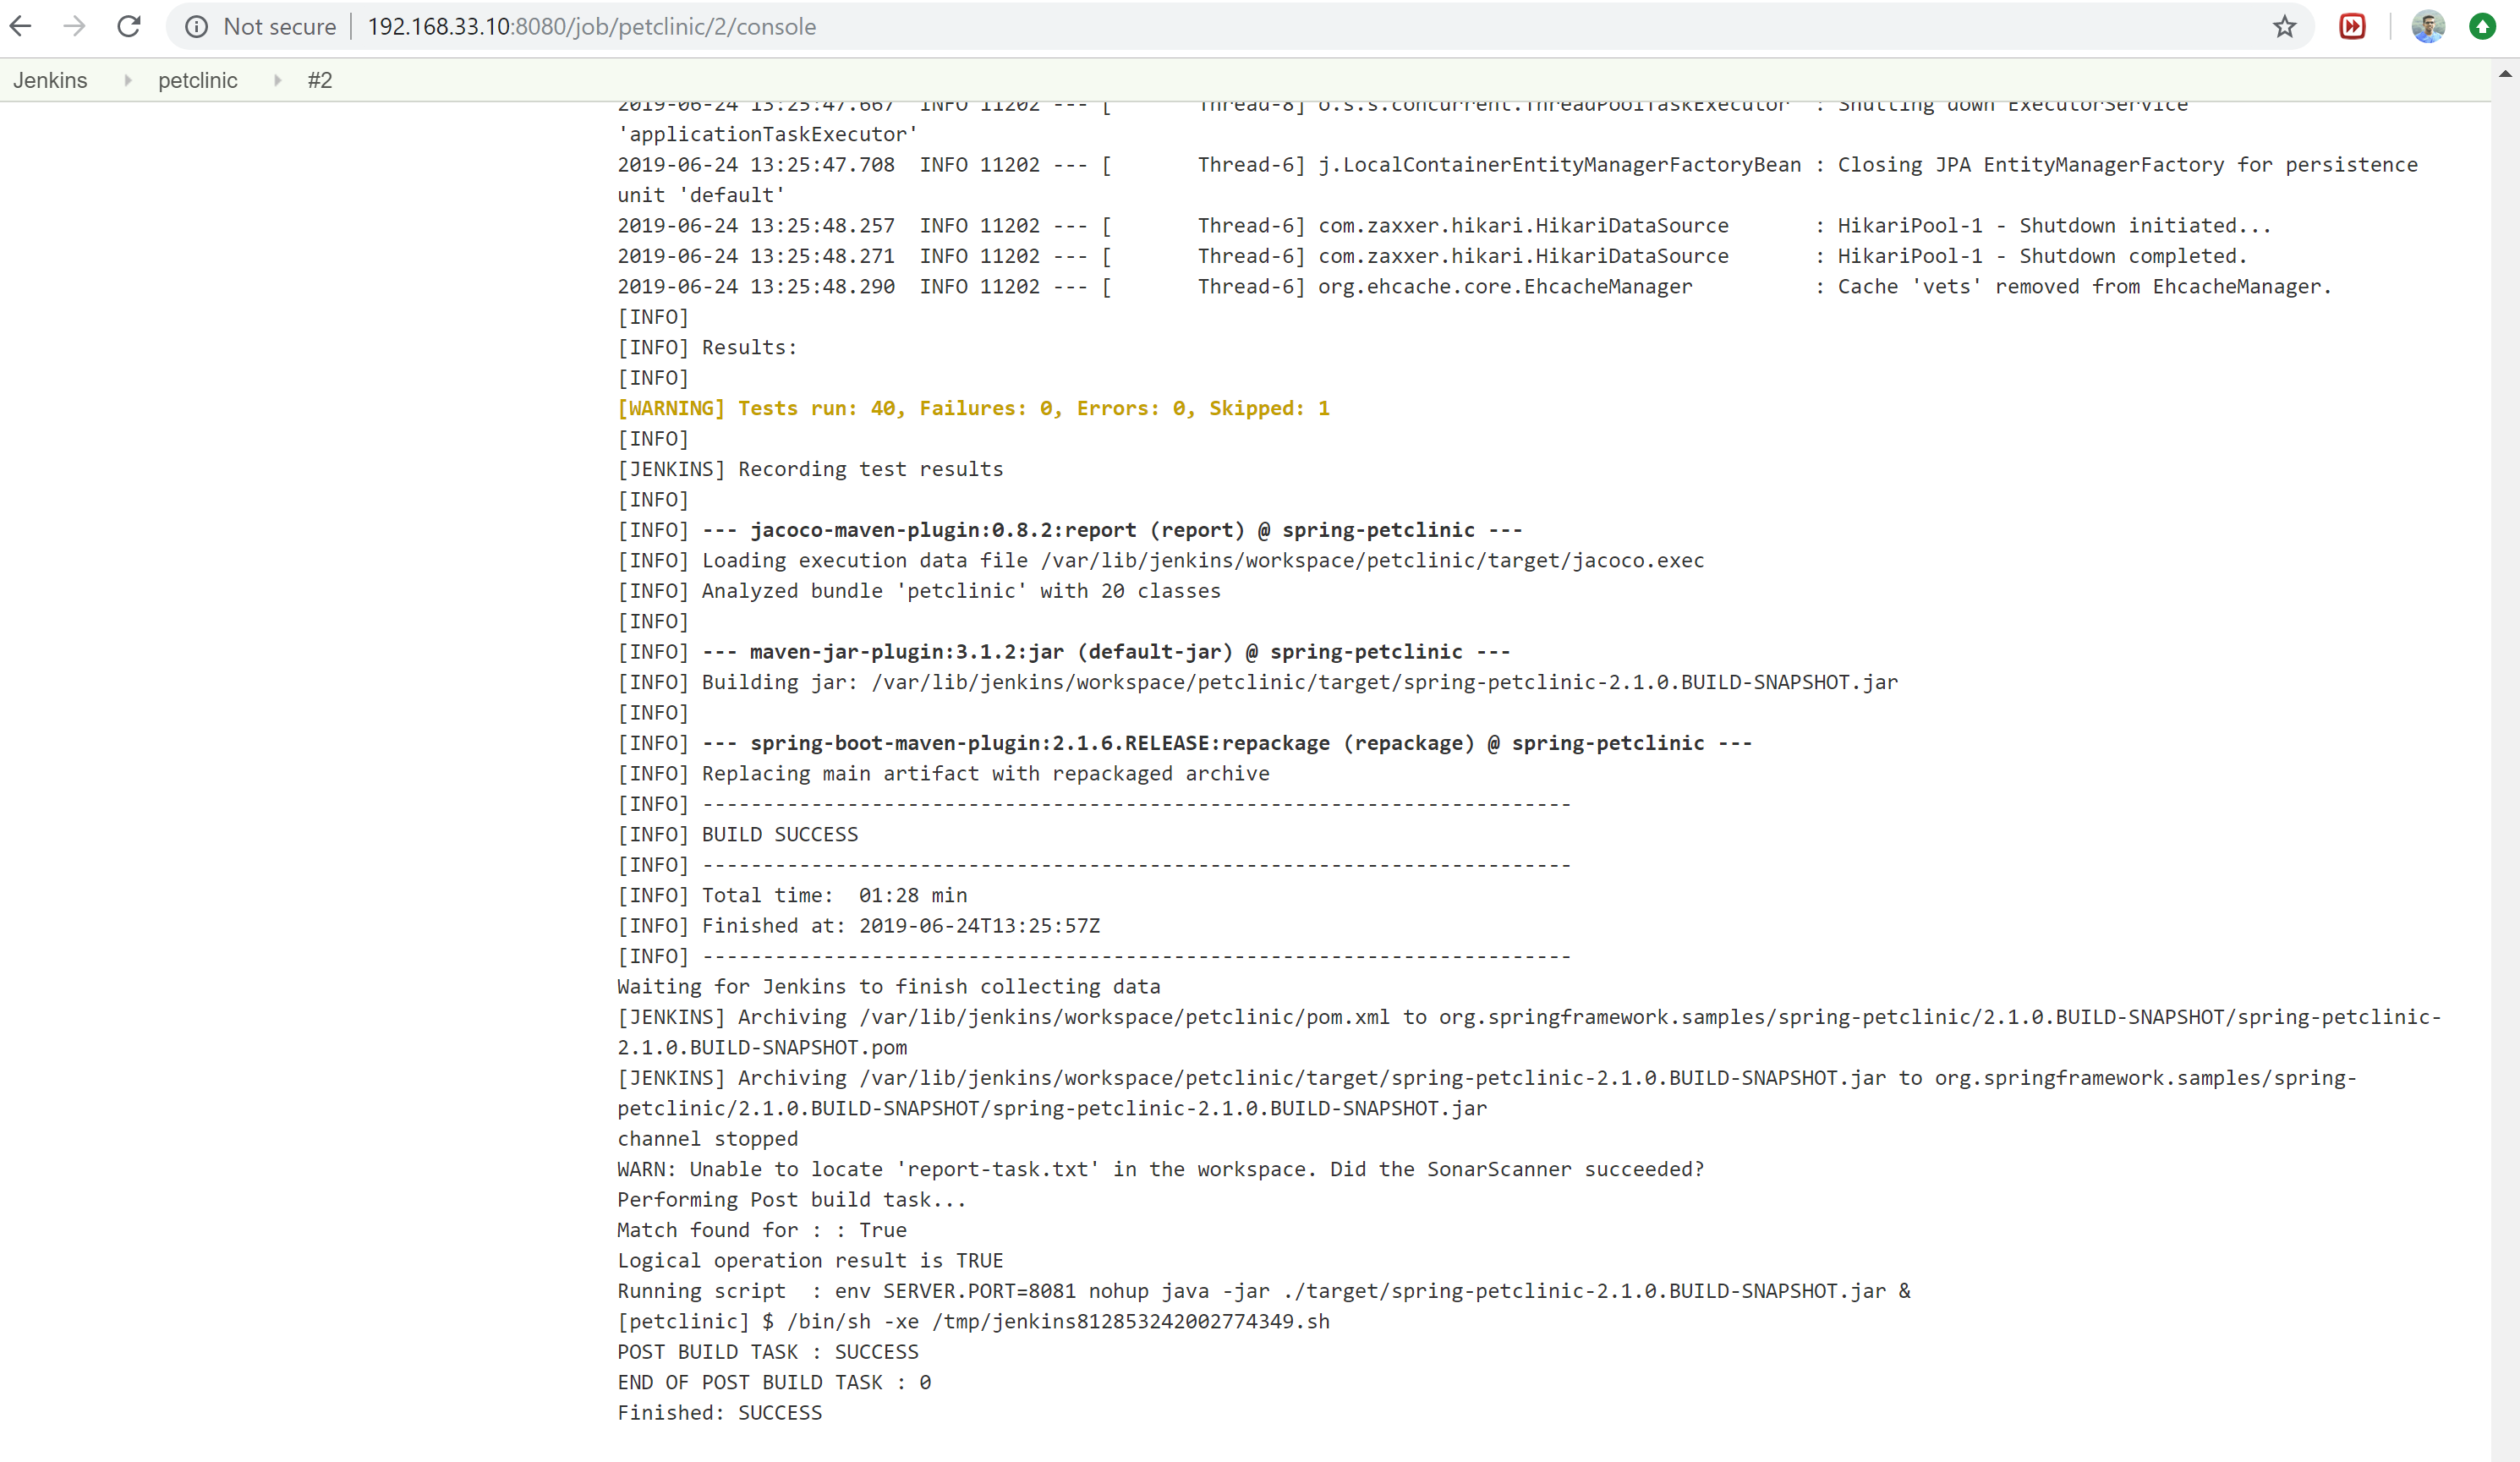 Not secure | 192.168.33.10:8080/job/petclinic/2/console
Jenkins petclinic #2
2019-06-24 13:25:47.667  INFO 11202 --- [       Thread-8] o.s.s.concurrent.ThreadPoolTaskExecutor  : Shutting down ExecutorService
'applicationTaskExecutor'
2019-06-24 13:25:47.708  INFO 11202 --- [       Thread-6] j.LocalContainerEntityManagerFactoryBean : Closing JPA EntityManagerFactory for persistence
unit 'default'
2019-06-24 13:25:48.257  INFO 11202 --- [       Thread-6] com.zaxxer.hikari.HikariDataSource       : HikariPool-1 - Shutdown initiated...
2019-06-24 13:25:48.271  INFO 11202 --- [       Thread-6] com.zaxxer.hikari.HikariDataSource       : HikariPool-1 - Shutdown completed.
2019-06-24 13:25:48.290  INFO 11202 --- [       Thread-6] org.ehcache.core.EhcacheManager          : Cache 'vets' removed from EhcacheManager.
[INFO]
[INFO] Results:
[INFO]
[WARNING] Tests run: 40, Failures: 0, Errors: 0, Skipped: 1
[INFO]
[JENKINS] Recording test results
[INFO]
[INFO] --- jacoco-maven-plugin:0.8.2:report (report) @ spring-petclinic ---
[INFO] Loading execution data file /var/lib/jenkins/workspace/petclinic/target/jacoco.exec
[INFO] Analyzed bundle 'petclinic' with 20 classes
[INFO]
[INFO] --- maven-jar-plugin:3.1.2:jar (default-jar) @ spring-petclinic ---
[INFO] Building jar: /var/lib/jenkins/workspace/petclinic/target/spring-petclinic-2.1.0.BUILD-SNAPSHOT.jar
[INFO]
[INFO] --- spring-boot-maven-plugin:2.1.6.RELEASE:repackage (repackage) @ spring-petclinic ---
[INFO] Replacing main artifact with repackaged archive
[INFO] ------------------------------------------------------------------------
[INFO] BUILD SUCCESS
[INFO] ------------------------------------------------------------------------
[INFO] Total time:  01:28 min
[INFO] Finished at: 2019-06-24T13:25:57Z
[INFO] ------------------------------------------------------------------------
Waiting for Jenkins to finish collecting data
[JENKINS] Archiving /var/lib/jenkins/workspace/petclinic/pom.xml to org.springframework.samples/spring-petclinic/2.1.0.BUILD-SNAPSHOT/spring-petclinic-
2.1.0.BUILD-SNAPSHOT.pom
[JENKINS] Archiving /var/lib/jenkins/workspace/petclinic/target/spring-petclinic-2.1.0.BUILD-SNAPSHOT.jar to org.springframework.samples/spring-
petclinic/2.1.0.BUILD-SNAPSHOT/spring-petclinic-2.1.0.BUILD-SNAPSHOT.jar
channel stopped
WARN: Unable to locate 'report-task.txt' in the workspace. Did the SonarScanner succeeded?
Performing Post build task...
Match found for : : True
Logical operation result is TRUE
Running script  : env SERVER.PORT=8081 nohup java -jar ./target/spring-petclinic-2.1.0.BUILD-SNAPSHOT.jar &
[petclinic] $ /bin/sh -xe /tmp/jenkins812853242002774349.sh
POST BUILD TASK : SUCCESS
END OF POST BUILD TASK : 0
Finished: SUCCESS